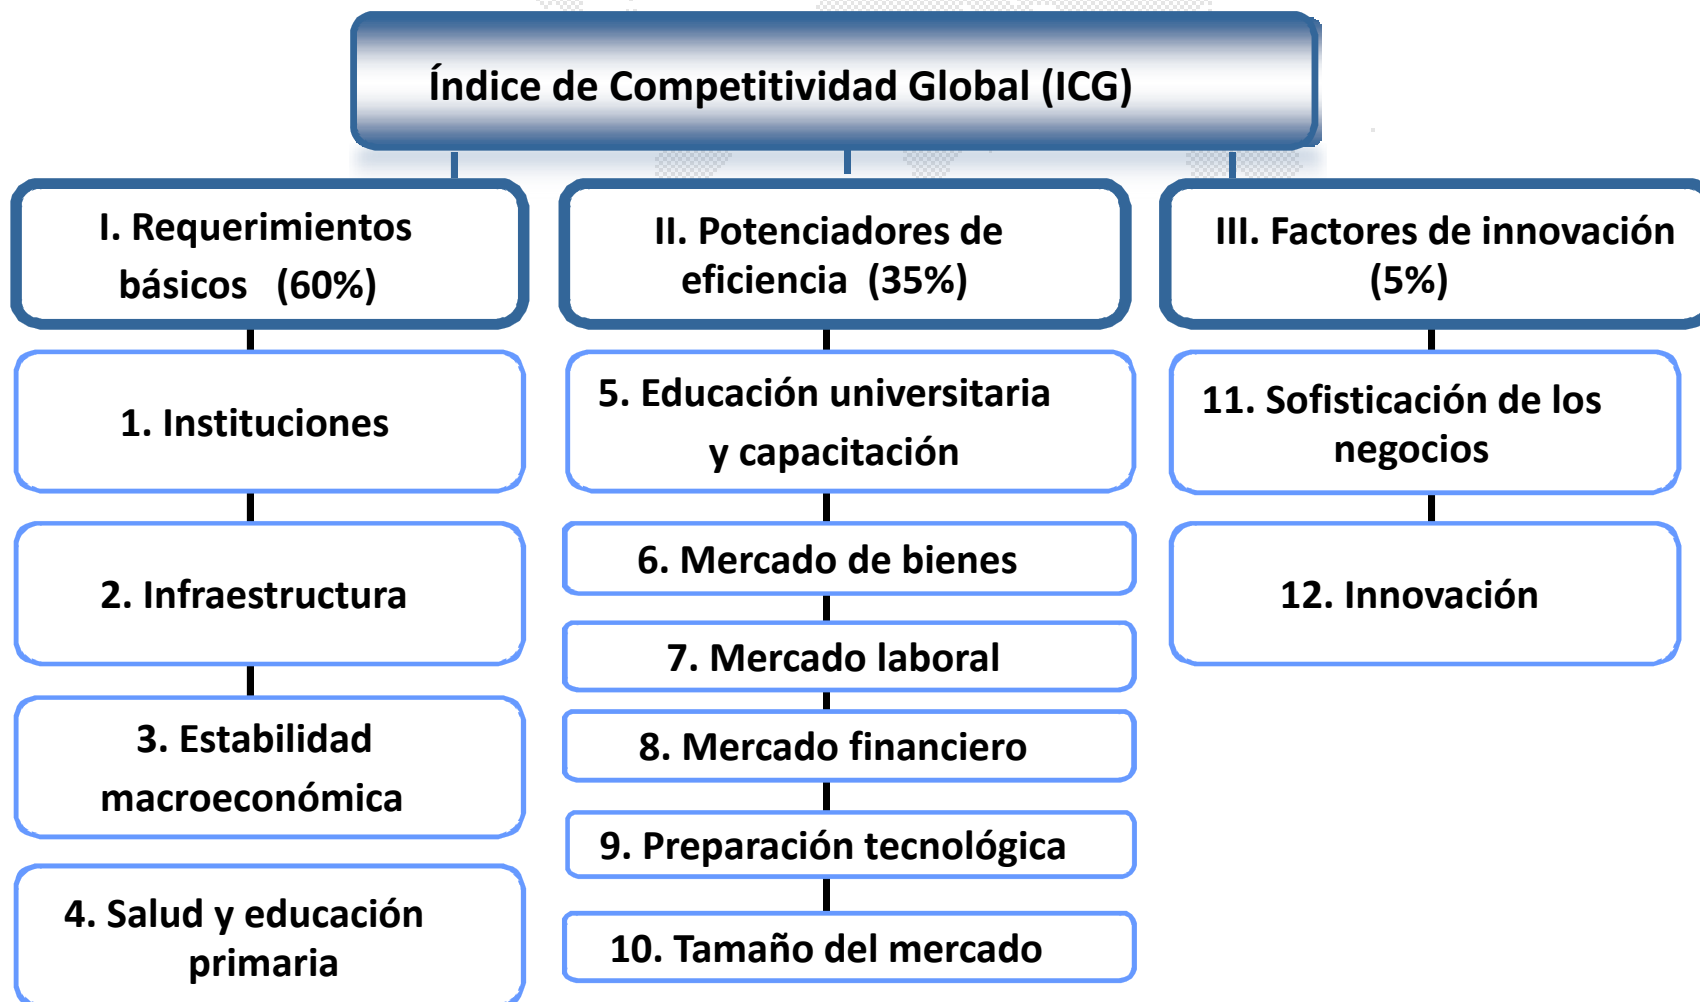 Índice de Competitividad Global (ICG)
I. Requerimientos
básicos (60%)
1. Instituciones
2. Infraestructura
3. Estabilidad
macroeconómica
4. Salud y educación
primaria
II. Potenciadores de
eficiencia (35%)
5. Educación universitaria
y capacitación
6. Mercado de bienes
7. Mercado laboral
8. Mercado financiero
9. Preparación tecnológica
10. Tamaño del mercado
III. Factores de innovación
(5%)
11. Sofisticación de los
negocios
12. Innovación